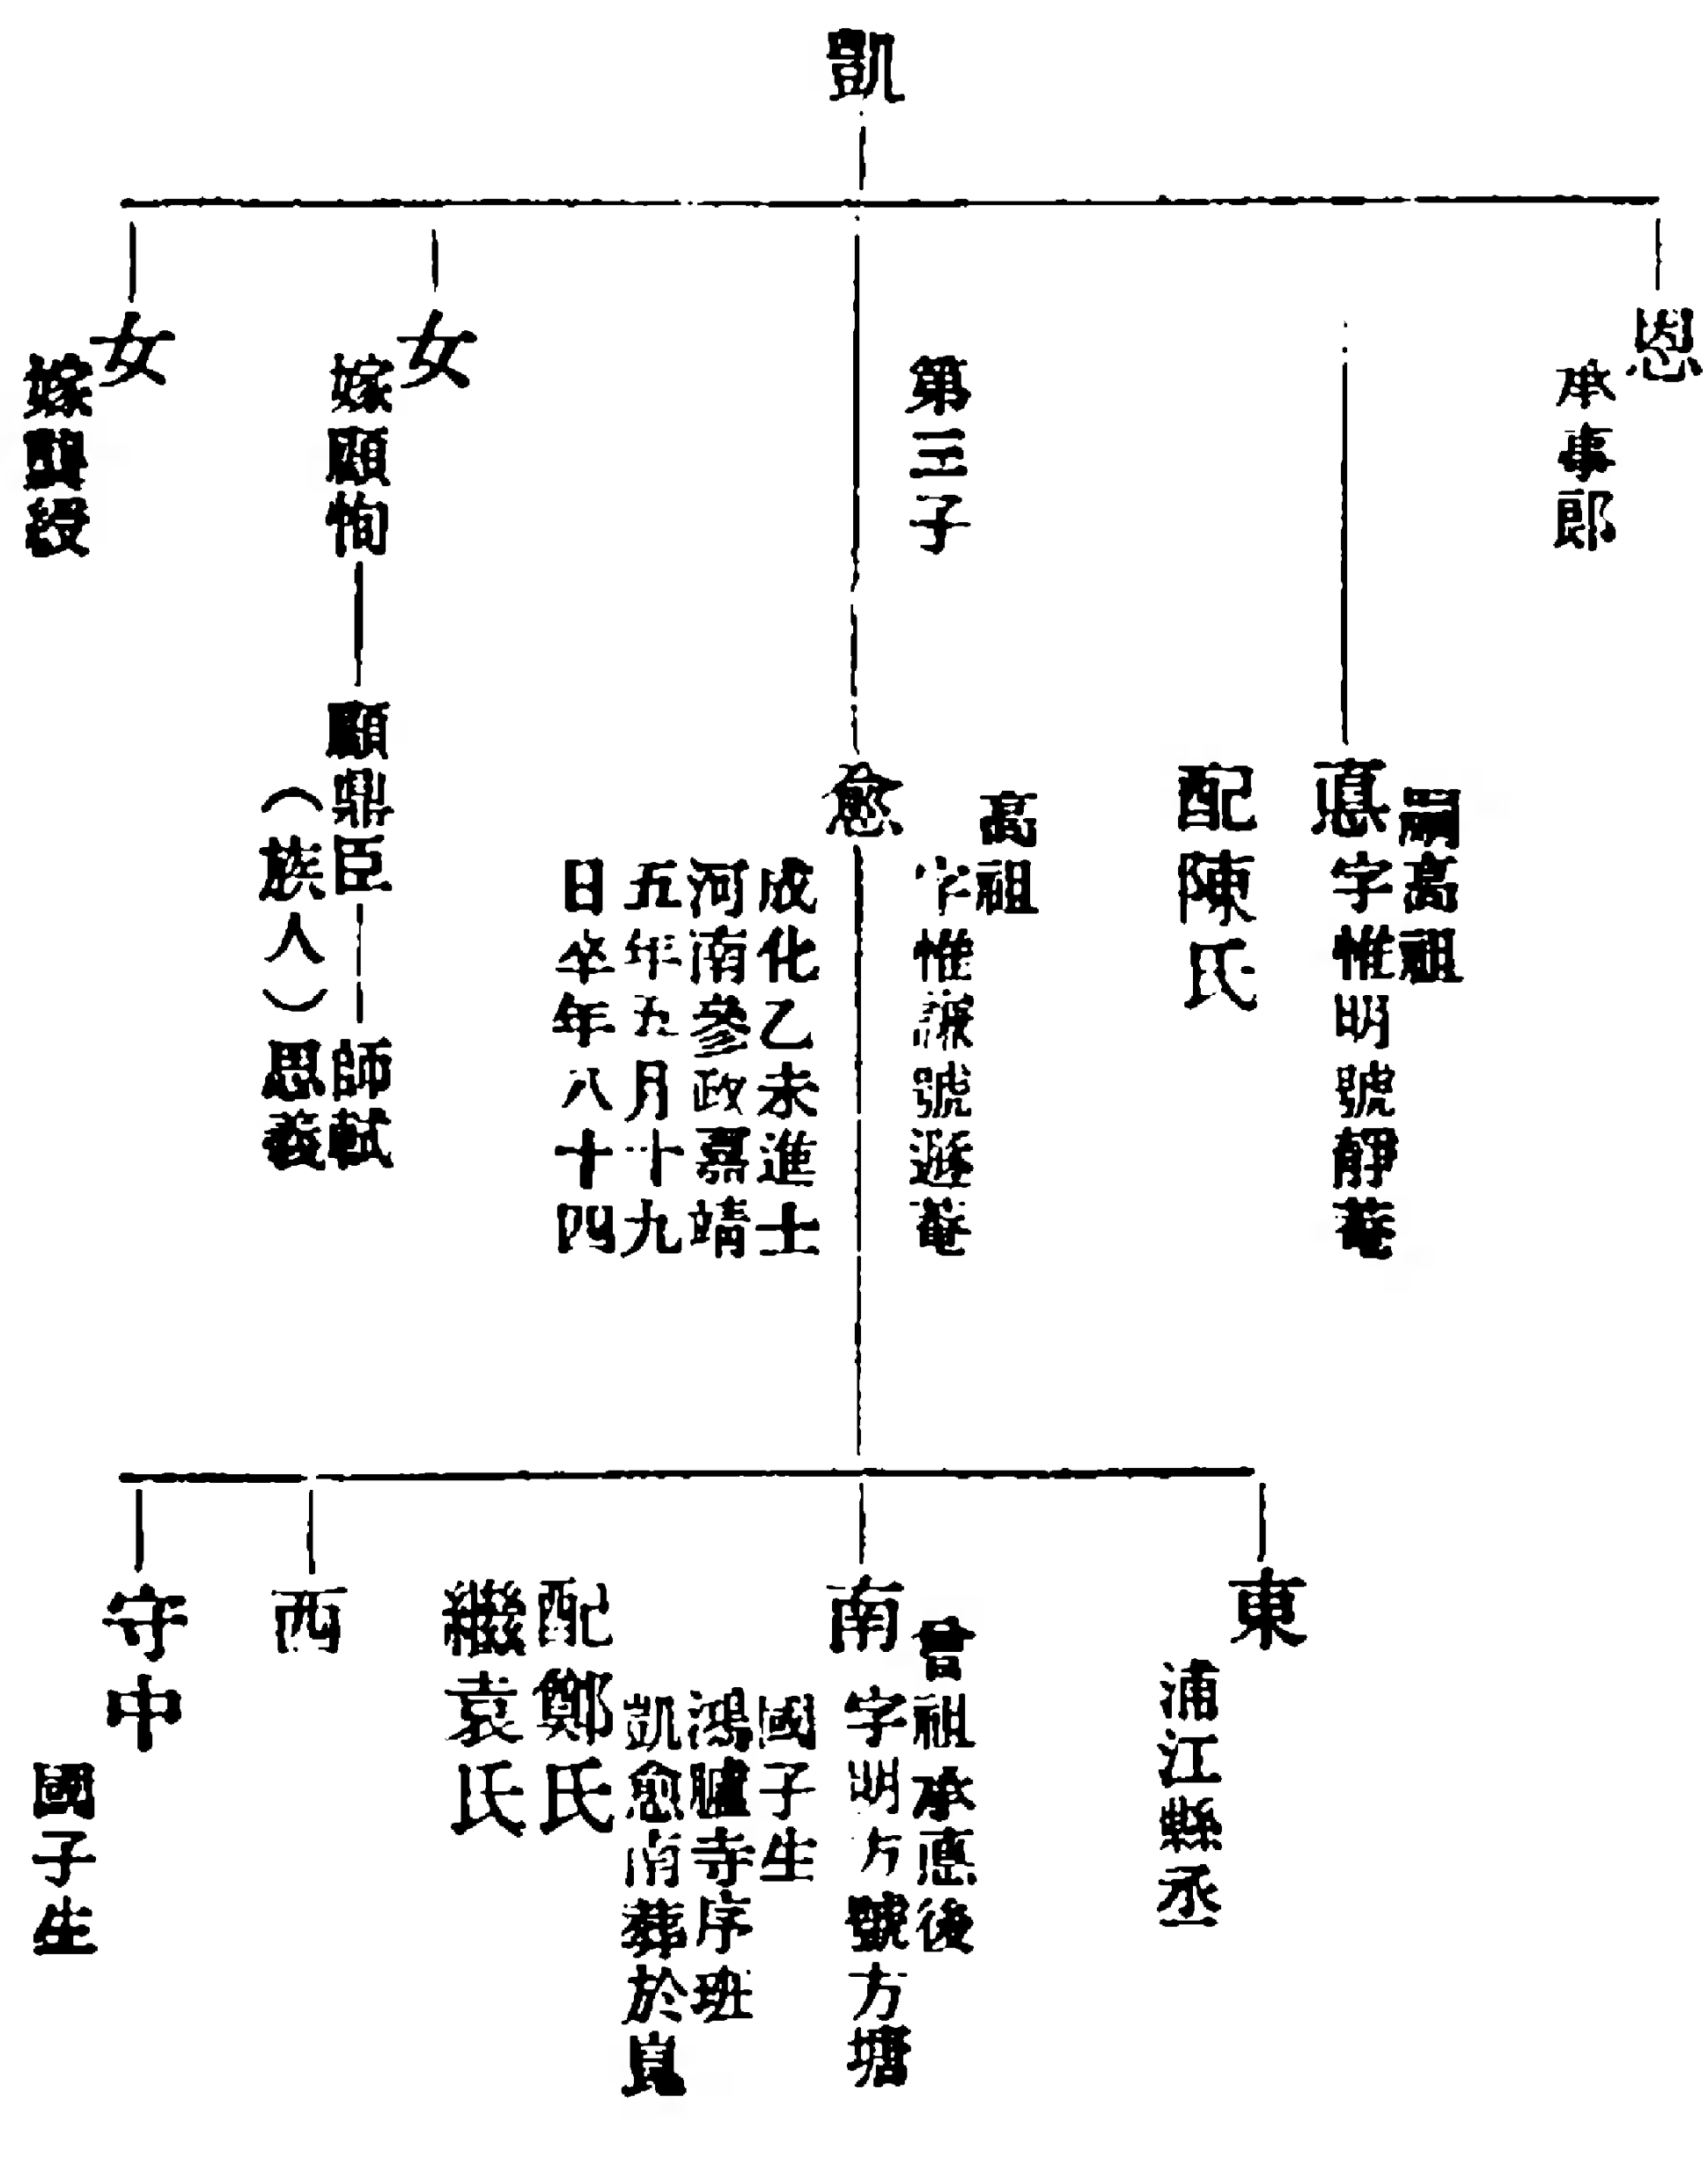 凱
恩
承事郎
嗣高祖
悳
字惟明號靜菴
配陳氏
第三子
高祖
愈
字惟謙號遯菴
成化乙未進士
河南參政嘉靖
五年五月十九
日卒年八十四
女
嫁顧恂
顧鼎臣
師軾
(族人)思義
女
嫁龔綬
東
浦江縣丞
曾祖承悳後
南
字明方號方塘
國子生
鴻臚寺序班
凱愈南葬於崑
配鄭氏
繼袁氏
西
守中
國子生